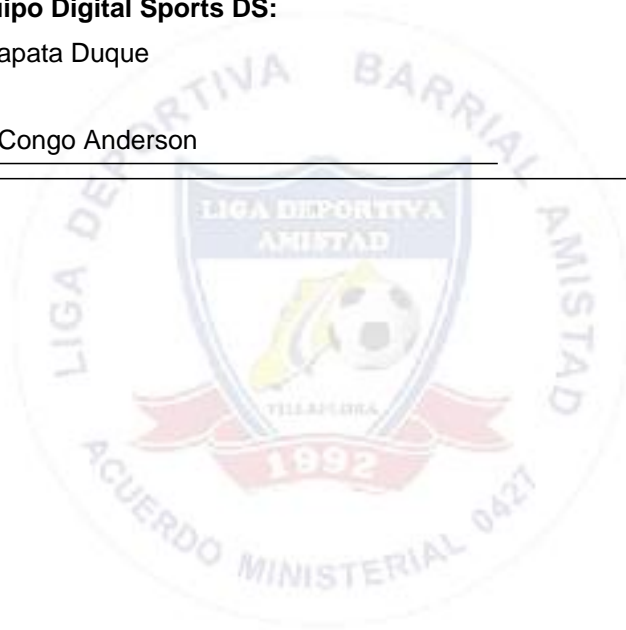 uipo Digital Sports DS:
apata Duque
Congo Anderson
LIGA DEPORTIVA BARRIAL AMISTAD
LIGA DEPORTIVA
AMISTAD
VILLAFLORA
1992
ACUERDO MINISTERIAL 0427